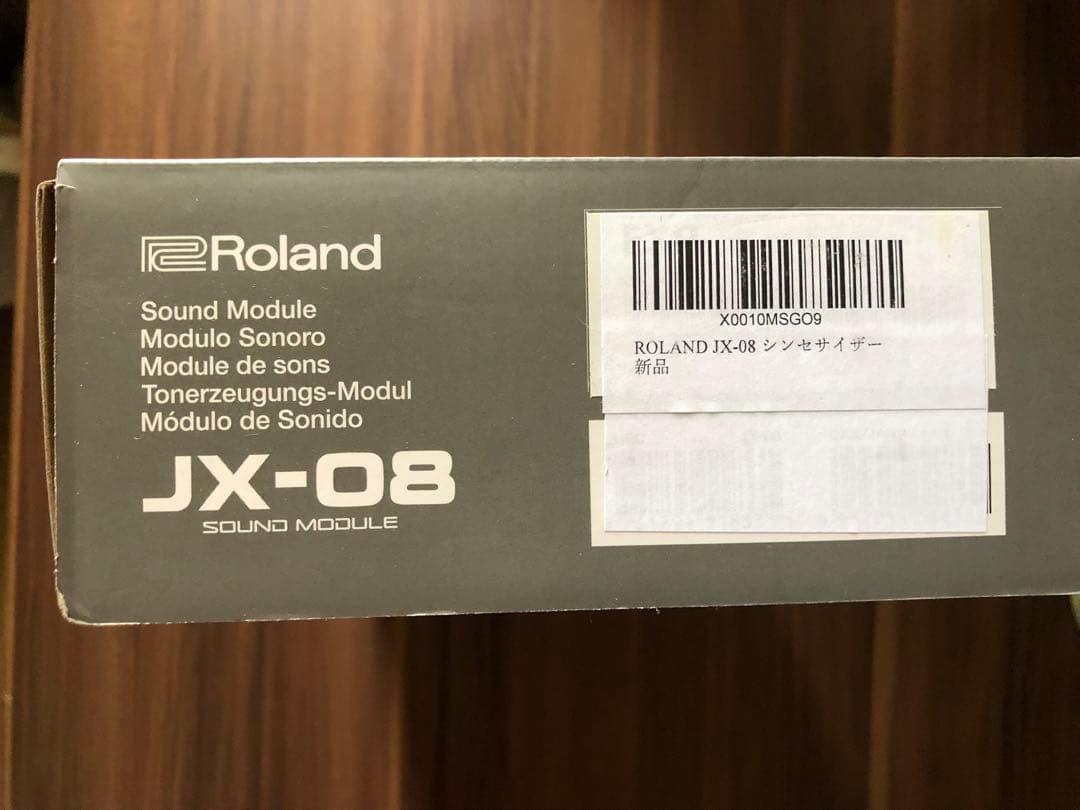 Roland
Sound Module
Modulo Sonoro
Module de sons
Tonerzeugungs-Modul
Módulo de Sonido
JX-08
SOUND MODULE
X0010MSGO9
ROLAND JX-08 シンセサイザー
新品